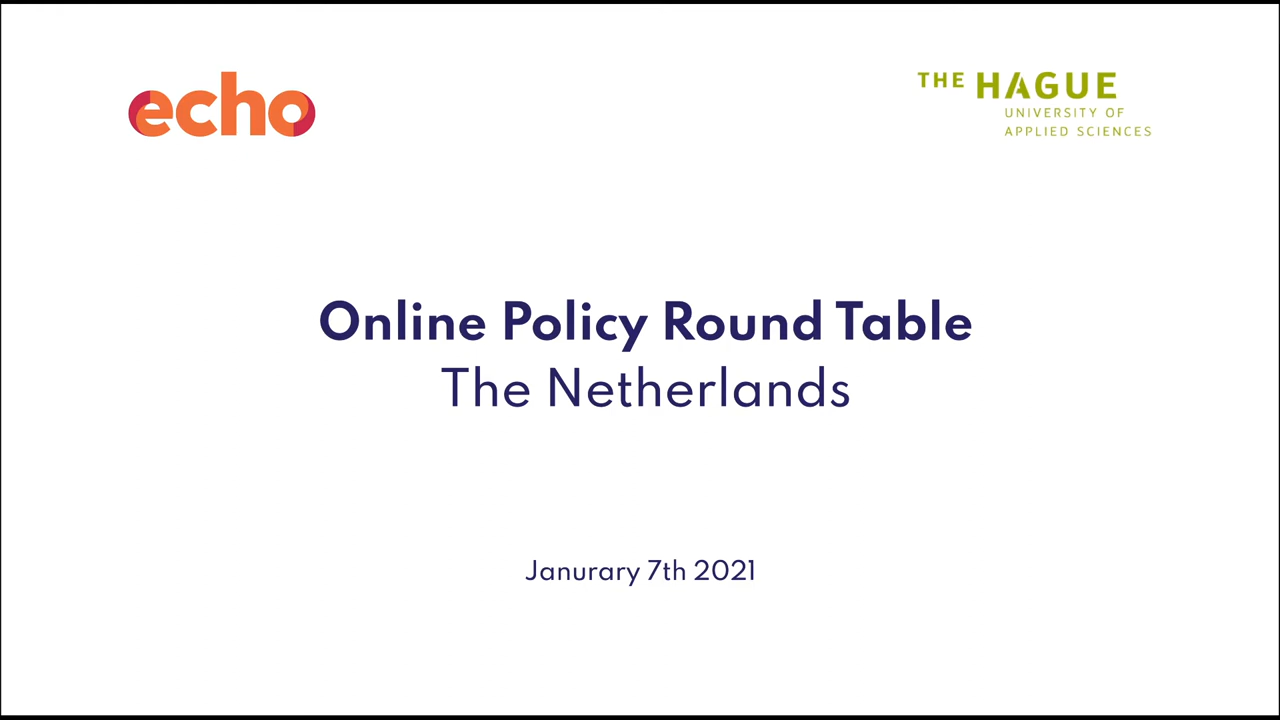 echo
THE HAGUE
UNIVERSITY OF
APPLIED SCIENCES
Online Policy Round Table
The Netherlands
Janurary 7th 2021